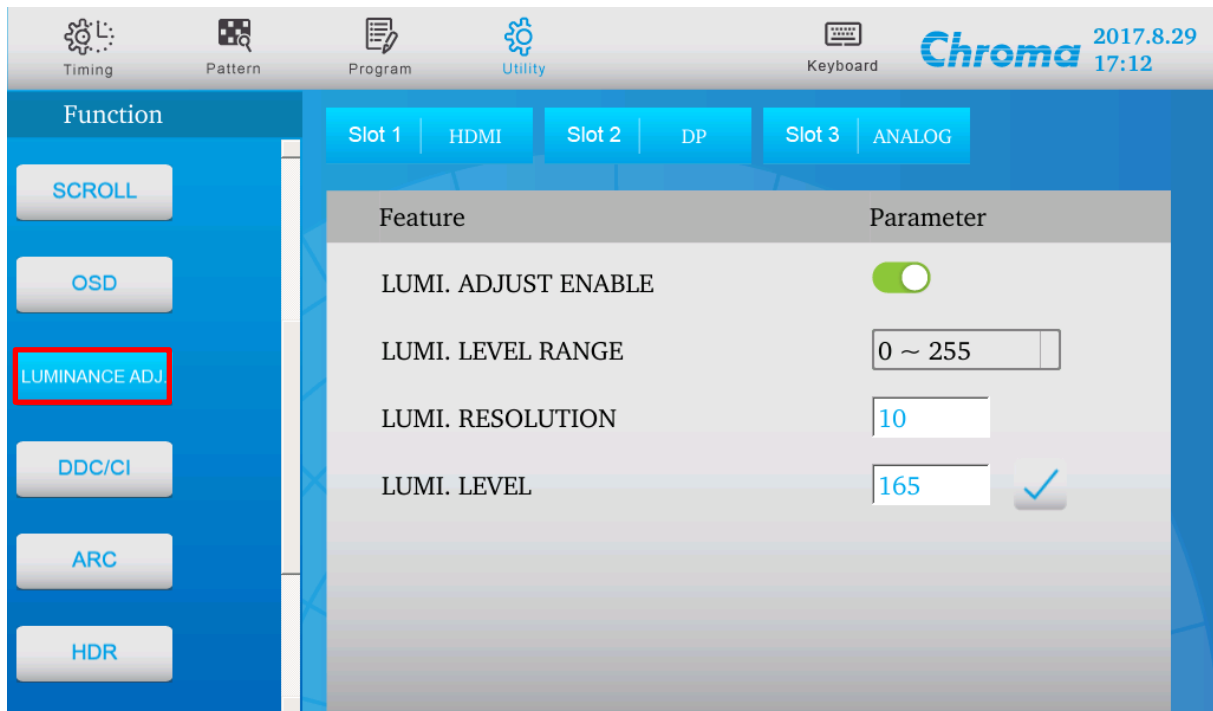 Timing Pattern Program Utility Keyboard Chroma 2017.8.29
17:12
Function
Slot 1 HDMI Slot 2 DP Slot 3 ANALOG
SCROLL
Feature Parameter
OSD
LUMI. ADJUST ENABLE
LUMI. LEVEL RANGE 0 ~ 255
LUMINANCE ADJ.
LUMI. RESOLUTION 10
DDC/CI
LUMI. LEVEL 165
ARC
HDR